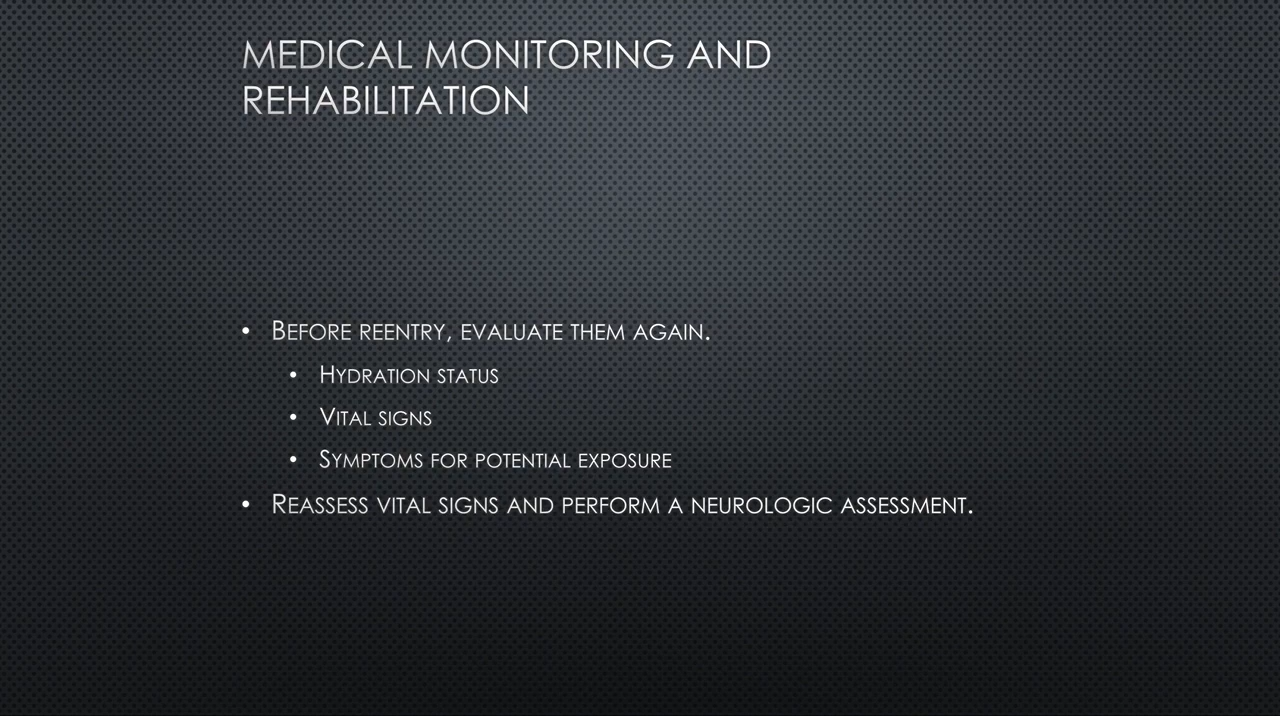 MEDICAL MONITORING AND
REHABILITATION
• BEFORE REENTRY, EVALUATE THEM AGAIN.
• HYDRATION STATUS
• VITAL SIGNS
• SYMPTOMS FOR POTENTIAL EXPOSURE
• REASSESS VITAL SIGNS AND PERFORM A NEUROLOGIC ASSESSMENT.